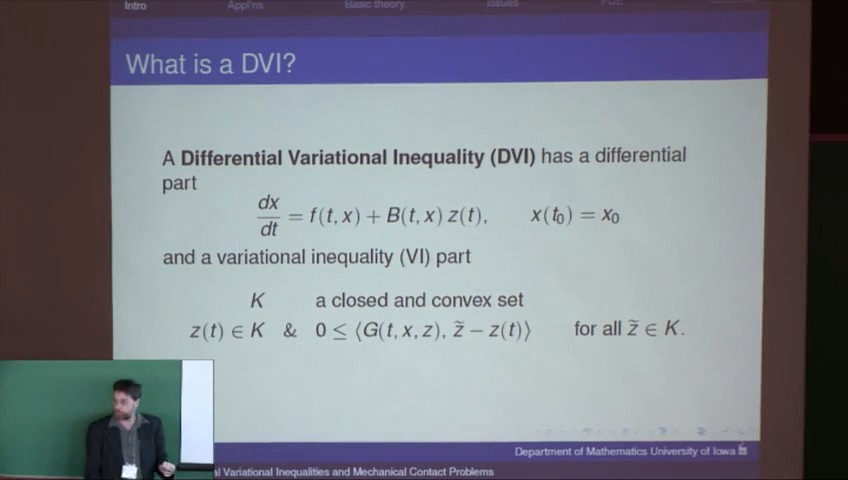 Intro Appl'ns Basic theory Issues PDE
What is a DVI?
A Differential Variational Inequality (DVI) has a differential
part
dx/dt = f(t, x) + B(t, x) z(t), x(t₀) = x₀
and a variational inequality (VI) part
K a closed and convex set
z(t) ∈ K & 0 ≤ ⟨G(t, x, z), z̃ − z(t)⟩ for all z̃ ∈ K.
Department of Mathematics University of Iowa
Variational Inequalities and Mechanical Contact Problems